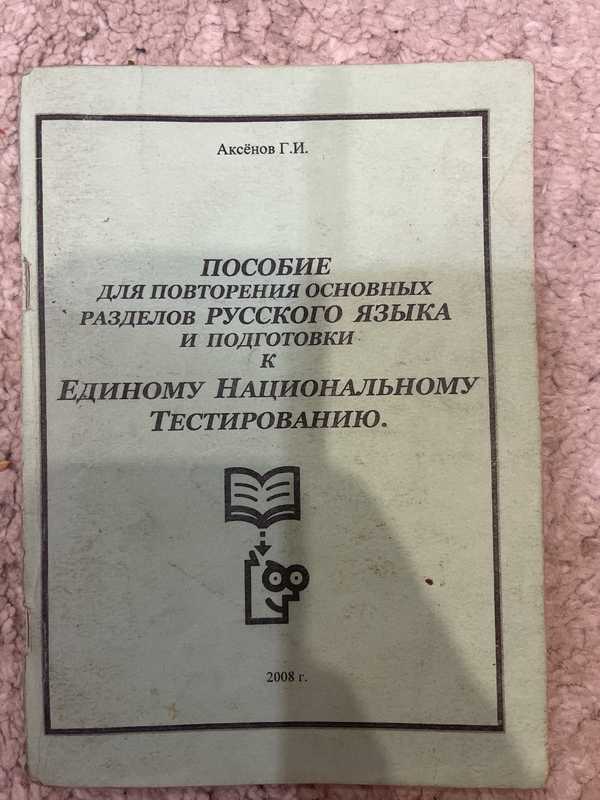 Аксёнов Г.И.
ПОСОБИЕ
ДЛЯ ПОВТОРЕНИЯ ОСНОВНЫХ
РАЗДЕЛОВ РУССКОГО ЯЗЫКА
И ПОДГОТОВКИ
К
ЕДИНОМУ НАЦИОНАЛЬНОМУ
ТЕСТИРОВАНИЮ.
2008 г.